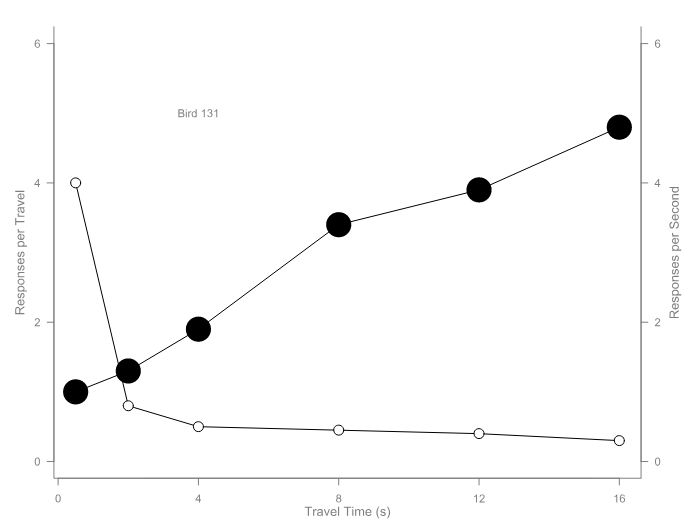 6
6
Bird 131
4
4
Responses per Travel
Responses per Second
2
2
0
0
0 4 8 12 16
Travel Time (s)